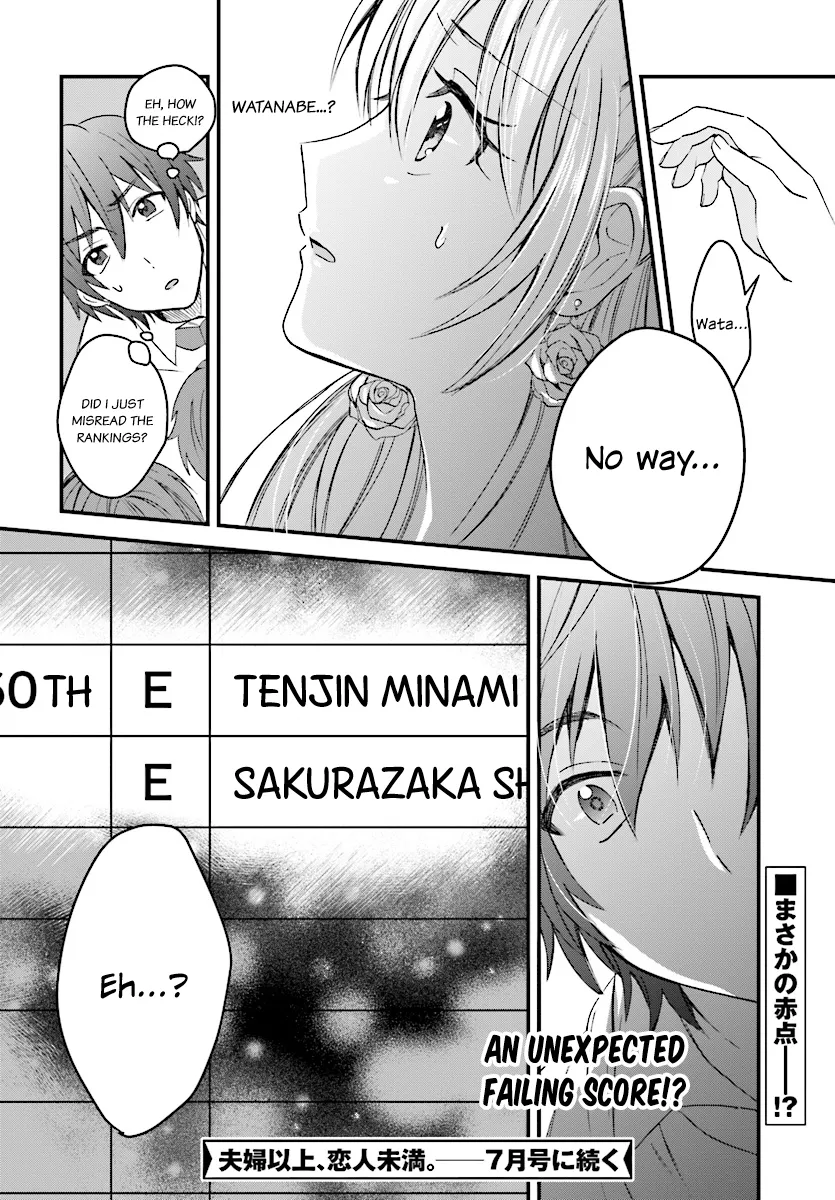 Wata...
WATANABE...?
No way...
EH, HOW
THE HECK!?
DID I JUST
MISREAD THE
RANKINGS?
0TH E TENJIN MINAMI
E SAKURAZAKA SH
Eh...?
AN UNEXPECTED
FAILING SCORE!?
■まさかの赤点——!?
夫婦以上、恋人未満。——7月号に続く